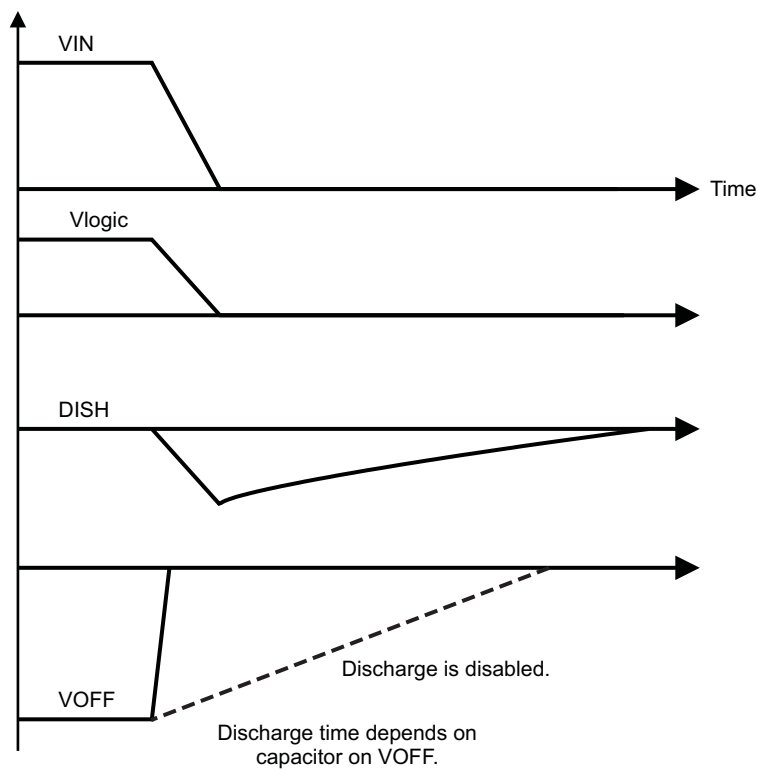 VIN
Time
Vlogic
DISH
Discharge is disabled.
VOFF
Discharge time depends on
capacitor on VOFF.